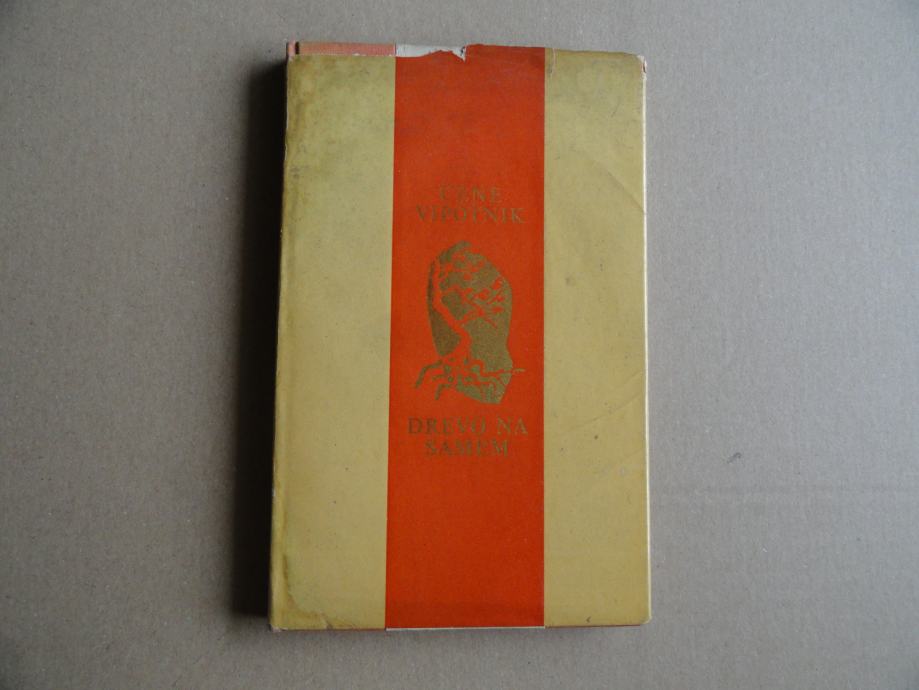 CENE
VIPOTNIK
DREVO NA
SAMEM